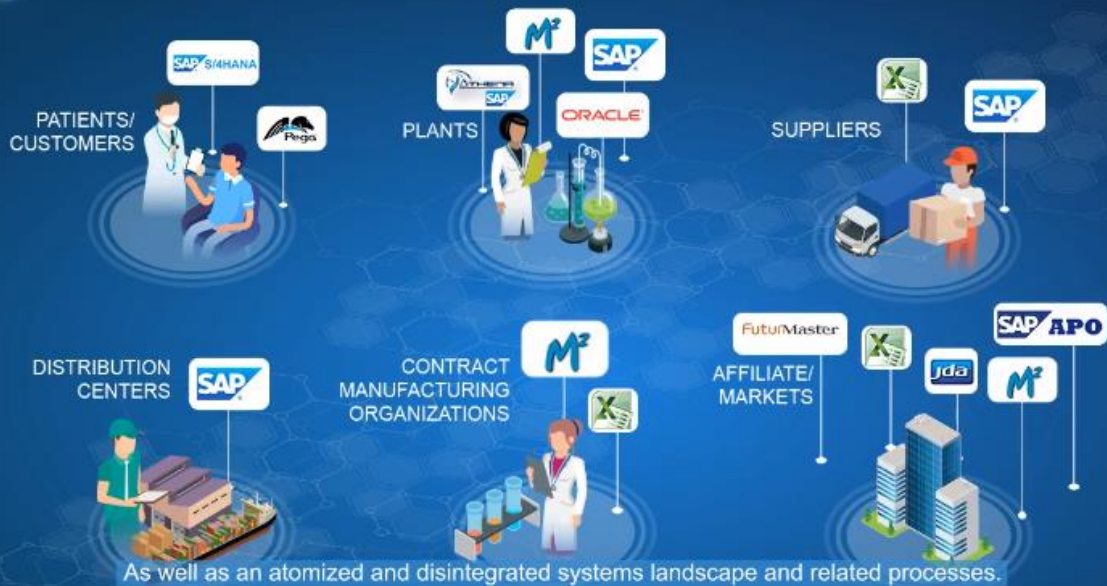 PATIENTS/
CUSTOMERS
SAP S/4HANA
Pega
PLANTS
ATHENA
SAP
M²
SAP
ORACLE
SUPPLIERS
X
SAP
DISTRIBUTION
CENTERS
SAP
CONTRACT
MANUFACTURING
ORGANIZATIONS
M²
X
AFFILIATE/
MARKETS
FuturMaster
X
jda
M²
SAP APO
As well as an atomized and disintegrated systems landscape and related processes.